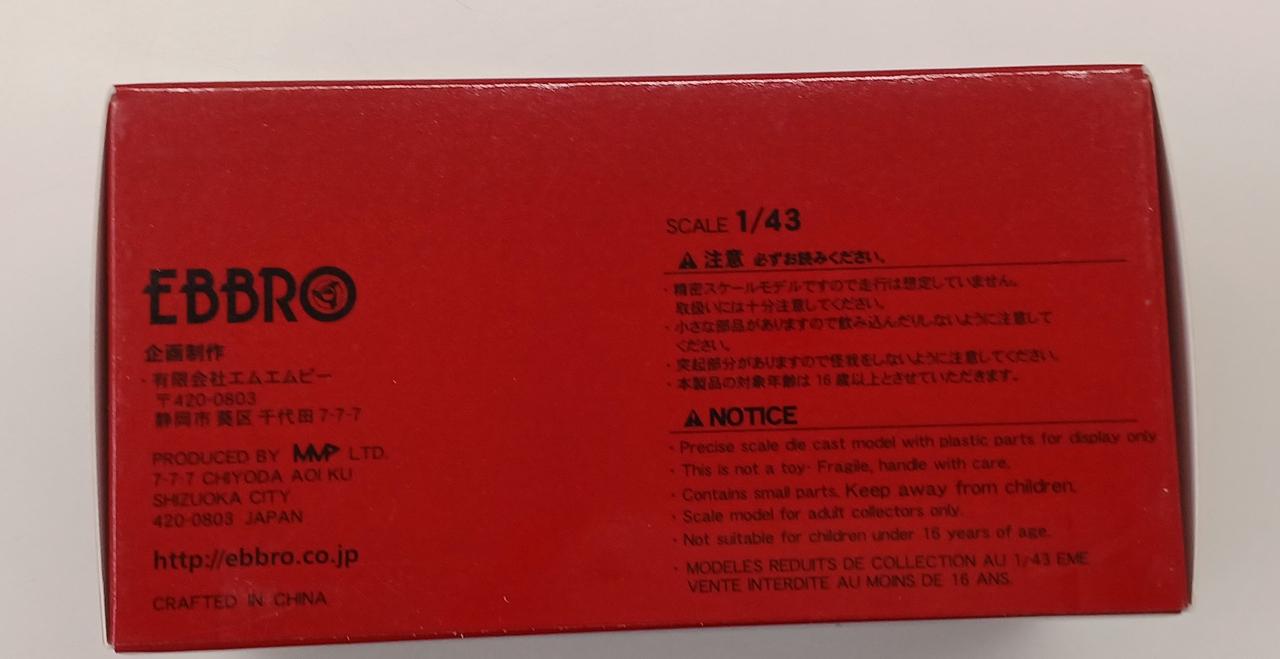 EBBRO
企画制作
・有限会社エムエムピー
〒420-0803
静岡市 葵区 千代田 7-7-7
PRODUCED BY MMP LTD.
7-7-7 CHIYODA AOI KU
SHIZUOKA CITY
420-0803 JAPAN
http://ebbro.co.jp
CRAFTED IN CHINA
SCALE 1/43
注意 必ずお読みください。
・精密スケールモデルですので走行は想定していません。
取扱いには十分注意してください。
・小さな部品がありますので飲み込んだりしないように注意して
ください。
・突起部分がありますので怪我をしないように注意してください。
・本製品の対象年齢は 16 歳以上とさせていただきます。
NOTICE
・Precise scale die cast model with plastic parts for display only
・This is not a toy・Fragile, handle with care.
・Contains small parts. Keep away from children.
・Scale model for adult collectors only.
・Not suitable for children under 16 years of age.
・MODELES REDUITS DE COLLECTION AU 1/43 EME
VENTE INTERDITE AU MOINS DE 16 ANS.